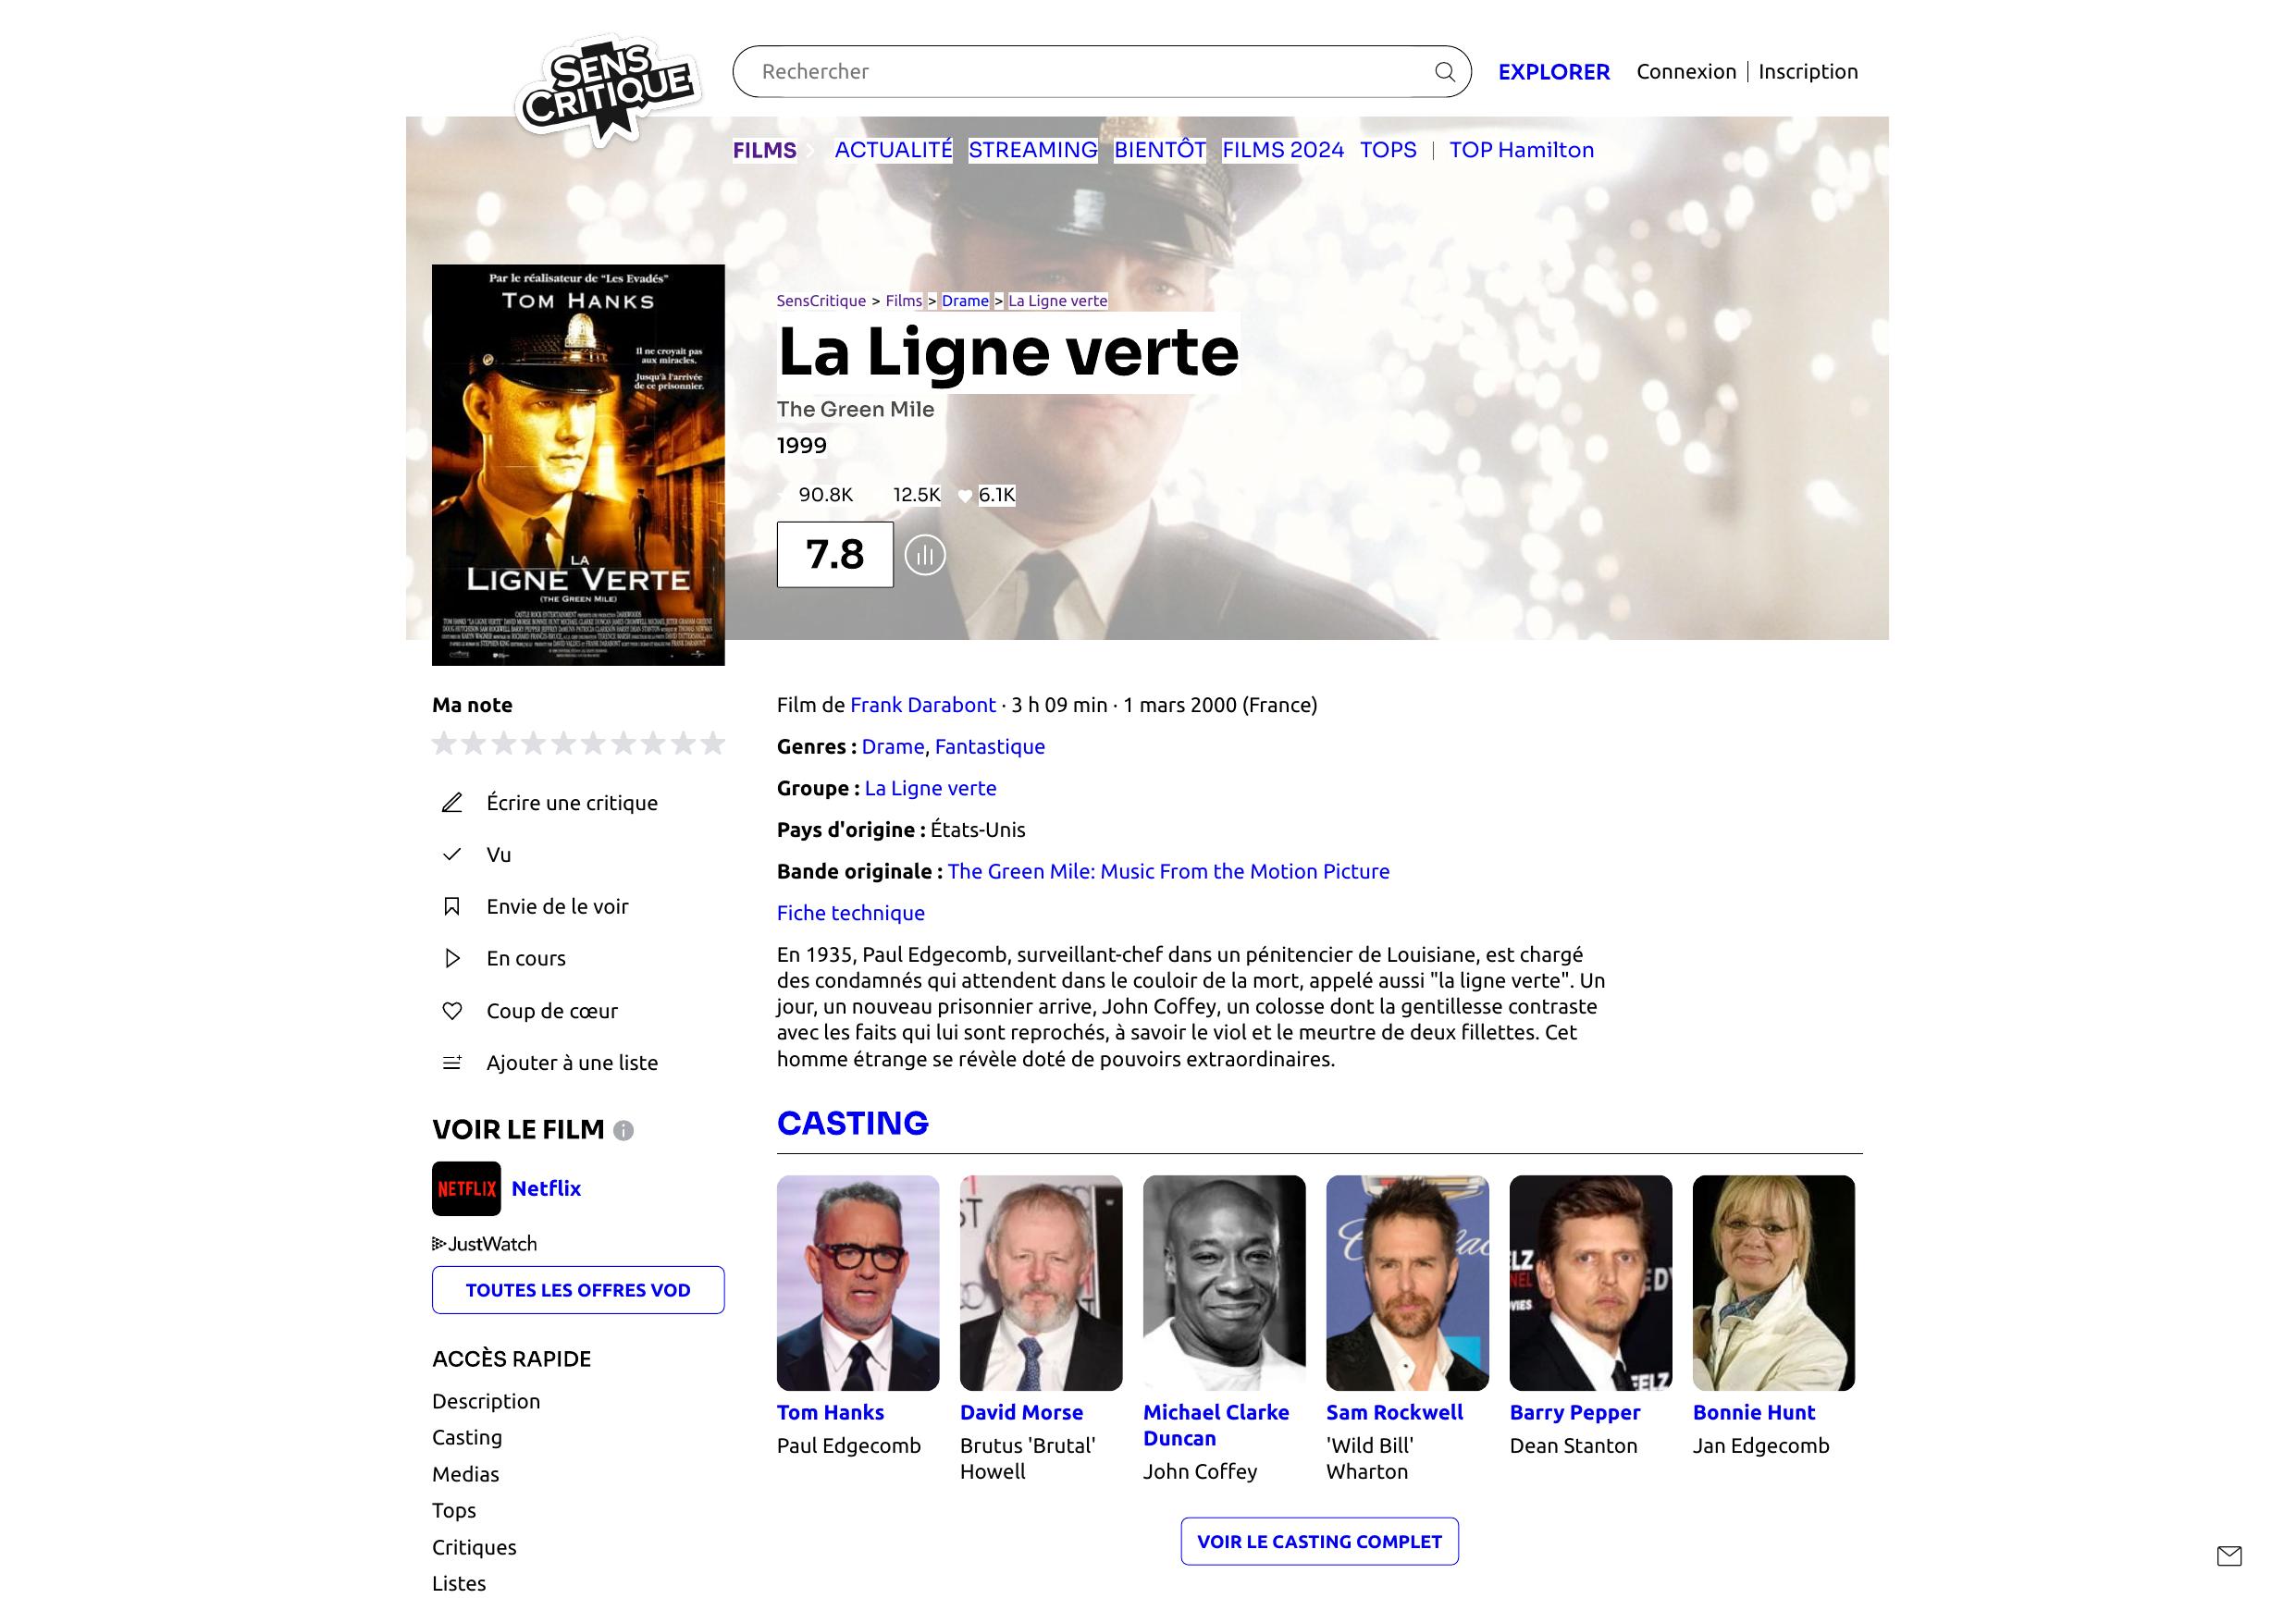 SENS
CRITIQUE
Rechercher
EXPLORER
Connexion | Inscription
FILMS
ACTUALITÉ STREAMING BIENTÔT FILMS 2024 TOPS | TOP Hamilton
Par le réalisateur de "Les Evadés"
TOM HANKS
Il ne croyait pas
aux miracles.
Jusqu'à l'arrivée
de ce prisonnier.
LA
LIGNE VERTE
(THE GREEN MILE)
SensCritique > Films > Drame > La Ligne verte
La Ligne verte
The Green Mile
1999
90.8K 12.5K 6.1K
7.8
Ma note
Écrire une critique
Vu
Envie de le voir
En cours
Coup de cœur
Ajouter à une liste
VOIR LE FILM
NETFLIX Netflix
JustWatch
TOUTES LES OFFRES VOD
ACCÈS RAPIDE
Description
Casting
Medias
Tops
Critiques
Listes
Film de Frank Darabont · 3 h 09 min · 1 mars 2000 (France)
Genres : Drame, Fantastique
Groupe : La Ligne verte
Pays d'origine : États-Unis
Bande originale : The Green Mile: Music From the Motion Picture
Fiche technique
En 1935, Paul Edgecomb, surveillant-chef dans un pénitencier de Louisiane, est chargé
des condamnés qui attendent dans le couloir de la mort, appelé aussi "la ligne verte". Un
jour, un nouveau prisonnier arrive, John Coffey, un colosse dont la gentillesse contraste
avec les faits qui lui sont reprochés, à savoir le viol et le meurtre de deux fillettes. Cet
homme étrange se révèle doté de pouvoirs extraordinaires.
CASTING
Tom Hanks
Paul Edgecomb
David Morse
Brutus 'Brutal'
Howell
Michael Clarke
Duncan
John Coffey
Sam Rockwell
'Wild Bill'
Wharton
Barry Pepper
Dean Stanton
Bonnie Hunt
Jan Edgecomb
VOIR LE CASTING COMPLET